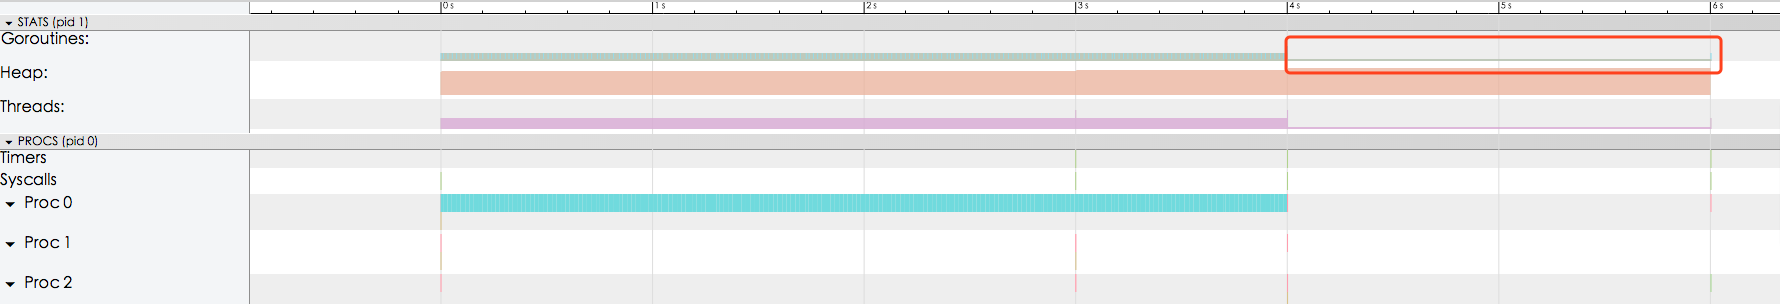 0 s 1 s 2 s 3 s 4 s 5 s 6 s
STATS (pid 1)
Goroutines:
Heap:
Threads:
PROCS (pid 0)
Timers
Syscalls
Proc 0
Proc 1
Proc 2